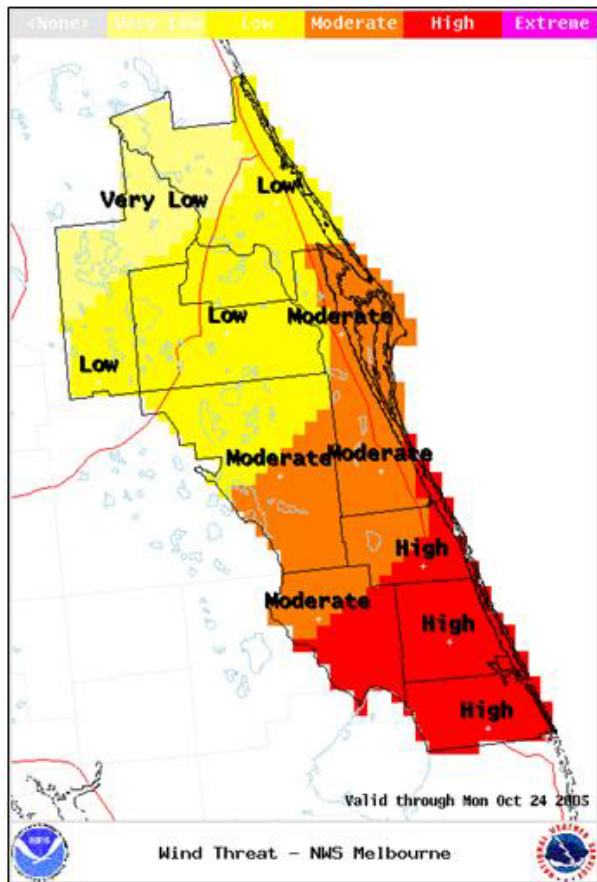 <None> Very Low Low Moderate High Extreme
Low
Very Low
Low Moderate
Low
Moderate Moderate
High
Moderate
High
High
Valid through Mon Oct 24 2005
Wind Threat - NWS Melbourne